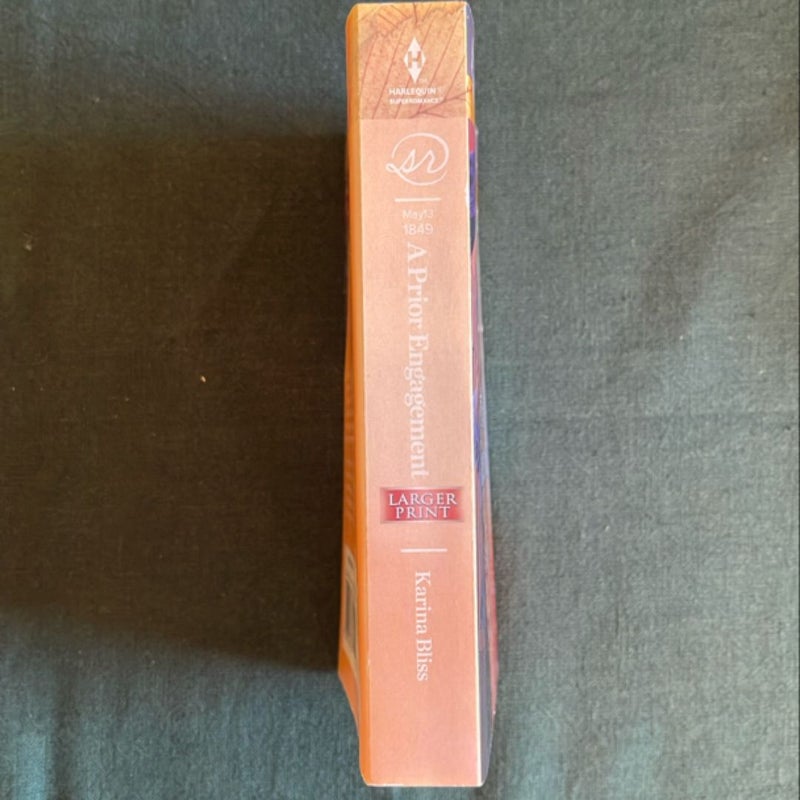 H
HARLEQUIN®
SUPERROMANCE®
sr
May13
1849
A Prior Engagement
LARGER
PRINT
Karina Bliss